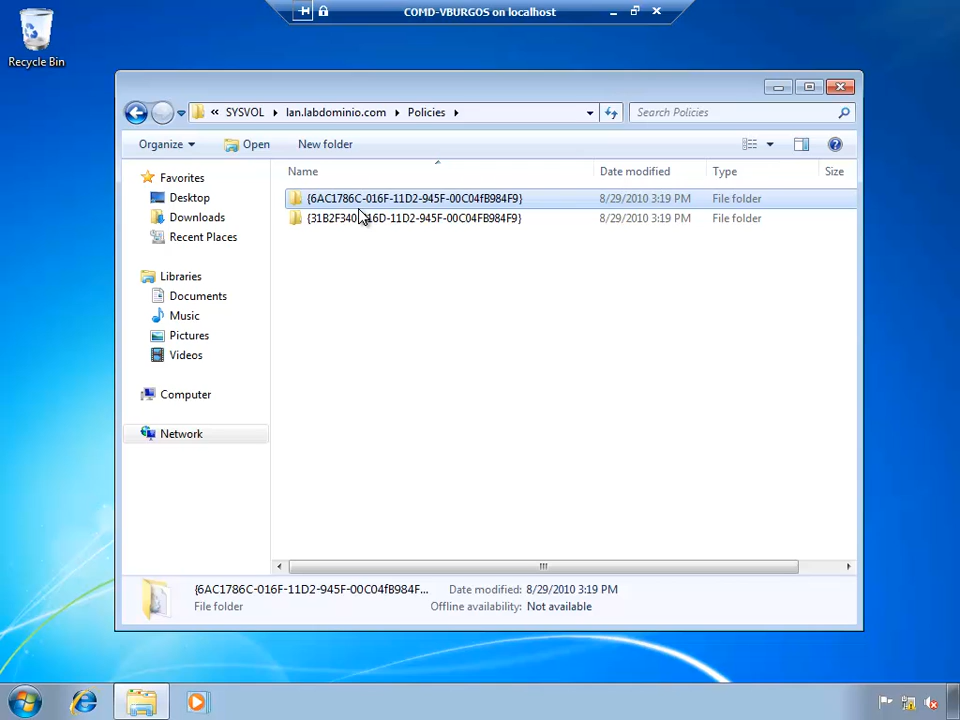 COMD-VBURGOS on localhost
Recycle Bin
« SYSVOL lan.labdominio.com Policies
Search Policies
Organize Open New folder
Name Date modified Type Size
Favorites
Desktop
Downloads
Recent Places
Libraries
Documents
Music
Pictures
Videos
Computer
Network
{6AC1786C-016F-11D2-945F-00C04fB984F9} 8/29/2010 3:19 PM File folder
8/29/2010 3:19 PM File folder
{6AC1786C-016F-11D2-945F-00C04fB984F... Date modified: 8/29/2010 3:19 PM
File folder Offline availability: Not available